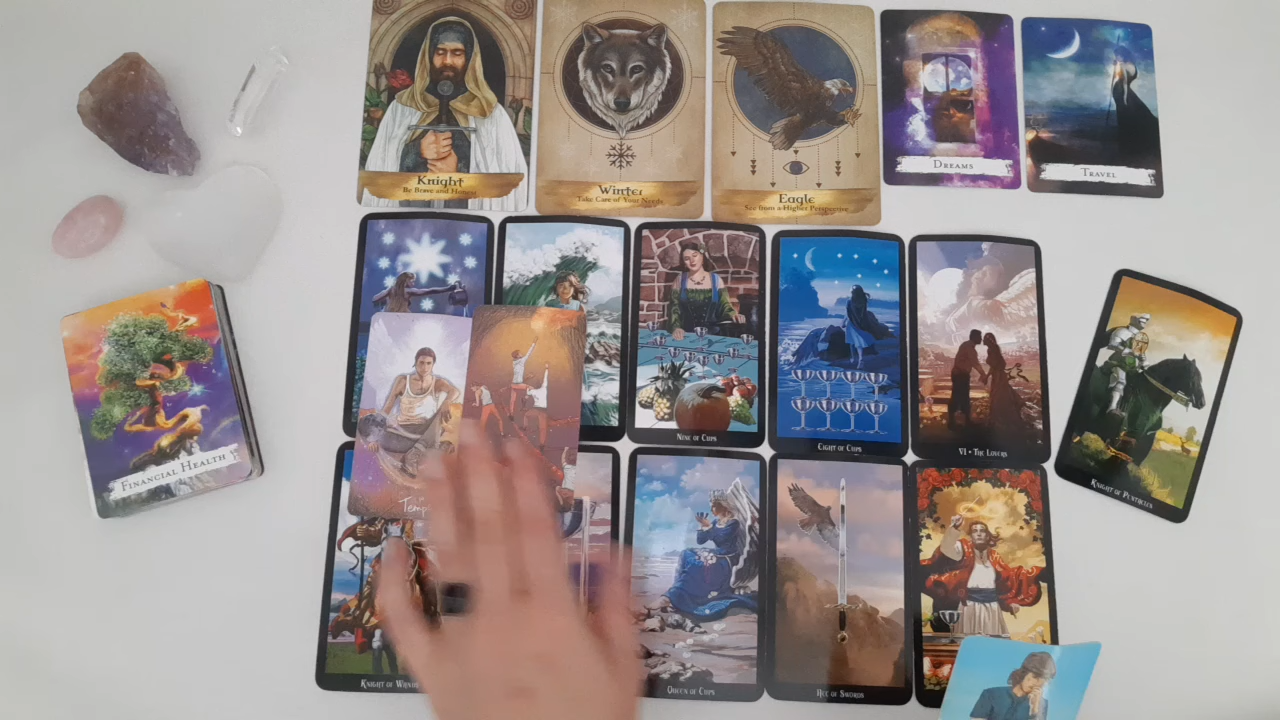 Knight
Be Brave and Honest
Winter
Take Care of Your Needs
Eagle
See from a Higher Perspective
Dreams
Travel
Nine of Cups
Eight of Cups
VI • The Lovers
Financial Health
Knight of Pentacles
Knight of Wands
Queen of Cups
Ace of Swords